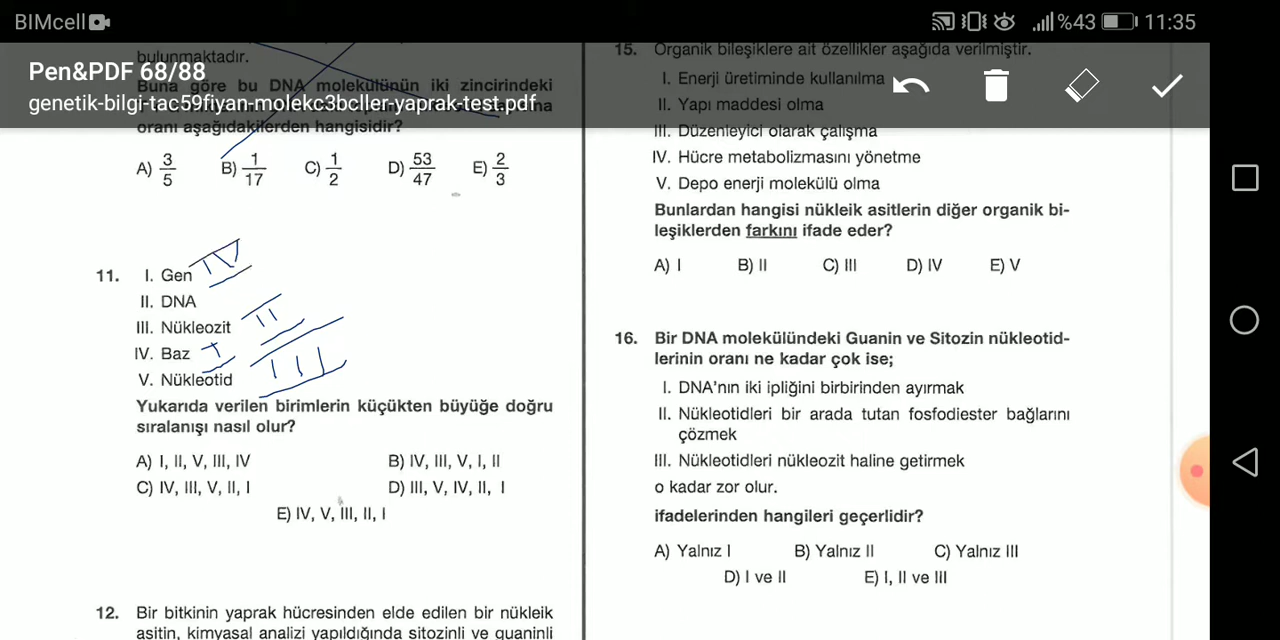 BIMcell
%43 11:35
bulunmaktadır.
Pen&PDF 68/88
Buna göre bu DNA molekülünün iki zincirindeki
genetik-bilgi-tac59fiyan-molekc3bcller-yaprak-test.pdf
oranı aşağıdakilerden hangisidir?
A) 3/5 B) 1/17 C) 1/2 D) 53/47 E) 2/3
11. I. Gen IV
II. DNA
III. Nükleozit II
IV. Baz I
V. Nükleotid III
Yukarıda verilen birimlerin küçükten büyüğe doğru
sıralanışı nasıl olur?
A) I, II, V, III, IV B) IV, III, V, I, II
C) IV, III, V, II, I D) III, V, IV, II, I
E) IV, V, III, II, I
12. Bir bitkinin yaprak hücresinden elde edilen bir nükleik
asitin, kimyasal analizi yapıldığında sitozinli ve guaninli
15. Organik bileşiklere ait özellikler aşağıda verilmiştir.
I. Enerji üretiminde kullanılma
II. Yapı maddesi olma
III. Düzenleyici olarak çalışma
IV. Hücre metabolizmasını yönetme
V. Depo enerji molekülü olma
Bunlardan hangisi nükleik asitlerin diğer organik bi-
leşiklerden farkını ifade eder?
A) I B) II C) III D) IV E) V
16. Bir DNA molekülündeki Guanin ve Sitozin nükleotid-
lerinin oranı ne kadar çok ise;
I. DNA'nın iki ipliğini birbirinden ayırmak
II. Nükleotidleri bir arada tutan fosfodiester bağlarını
çözmek
III. Nükleotidleri nükleozit haline getirmek
o kadar zor olur.
ifadelerinden hangileri geçerlidir?
A) Yalnız I B) Yalnız II C) Yalnız III
D) I ve II E) I, II ve III